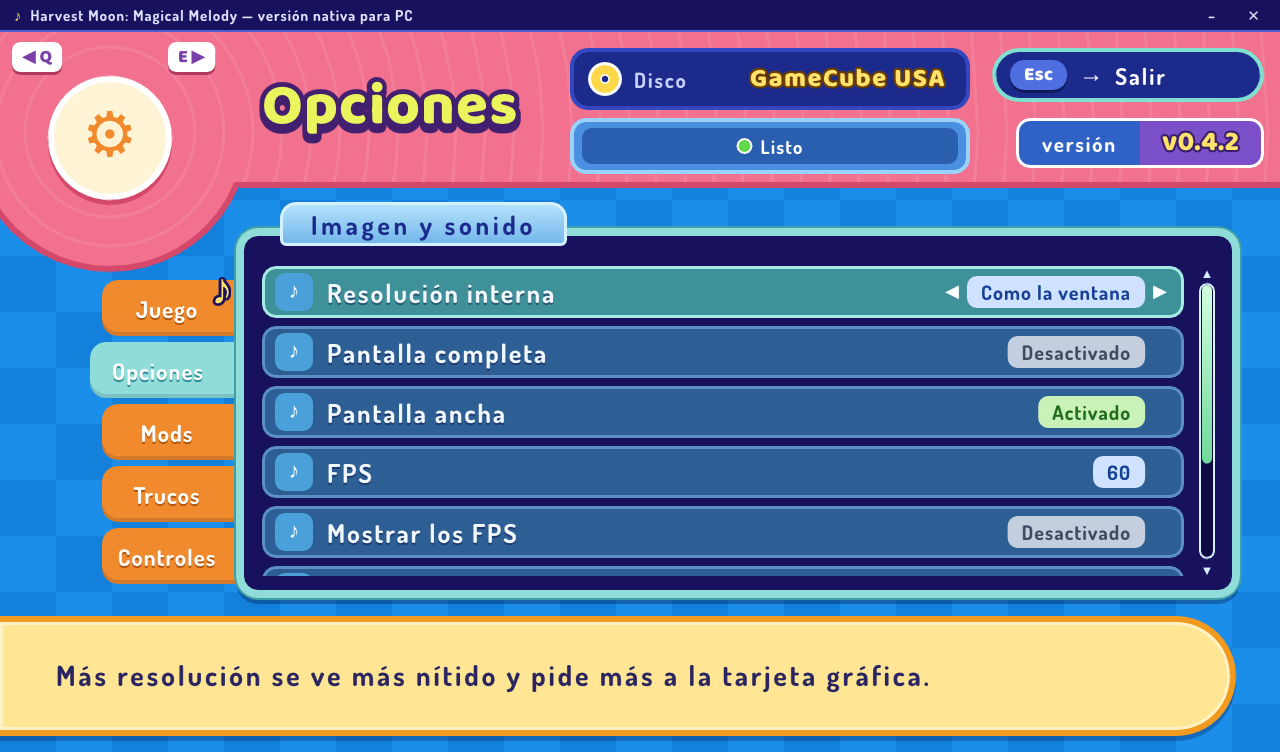 ♪ Harvest Moon: Magical Melody — versión nativa para PC
◀ Q
E ▶
Opciones
Disco GameCube USA
Listo
Esc → Salir
versión v0.4.2
Imagen y sonido
Juego
Opciones
Mods
Trucos
Controles
♪ Resolución interna ◀ Como la ventana ▶
♪ Pantalla completa Desactivado
♪ Pantalla ancha Activado
♪ FPS 60
♪ Mostrar los FPS Desactivado
Más resolución se ve más nítido y pide más a la tarjeta gráfica.